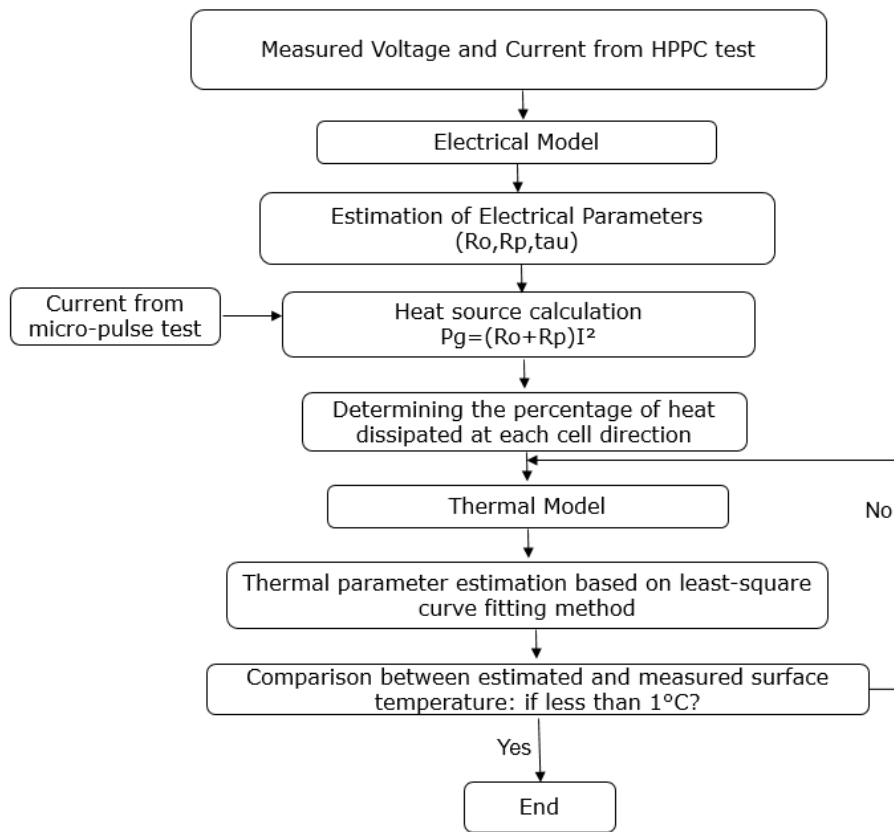 Measured Voltage and Current from HPPC test
Electrical Model
Estimation of Electrical Parameters
(Ro,Rp,tau)
Current from
micro-pulse test
Heat source calculation
Pg=(Ro+Rp)I²
Determining the percentage of heat
dissipated at each cell direction
Thermal Model
No
Thermal parameter estimation based on least-square
curve fitting method
Comparison between estimated and measured surface
temperature: if less than 1°C?
Yes
End